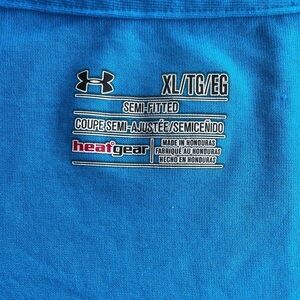 XL/TG/EG
SEMI-FITTED
COUPE SEMI-AJUSTÉE/SEMICEÑIDO
heatgear
MADE IN HONDURAS
FABRIQUÉ AU HONDURAS
HECHO EN HONDURAS